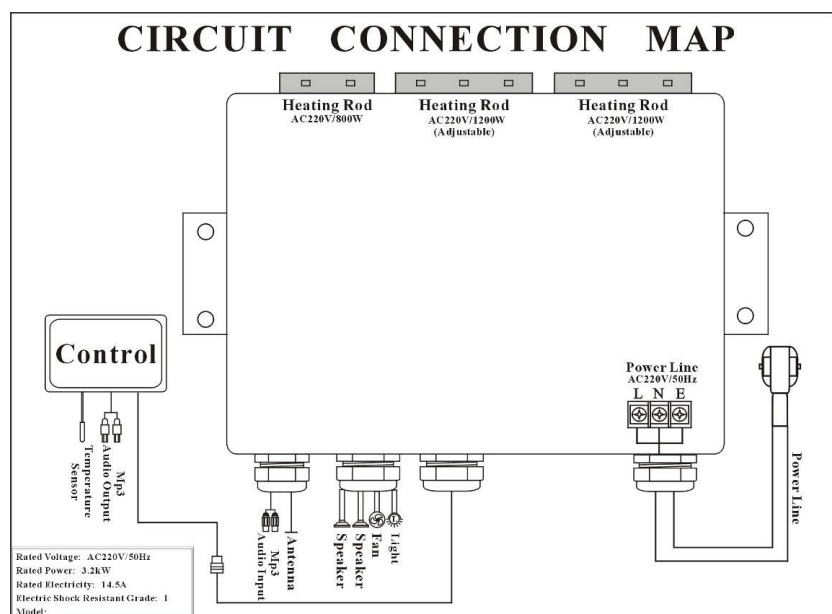 CIRCUIT CONNECTION MAP
Heating Rod
AC220V/800W
Heating Rod
AC220V/1200W
(Adjustable)
Heating Rod
AC220V/1200W
(Adjustable)
Control
Power Line
AC220V/50Hz
L N E
Temperature
Sensor
Mp3
Audio Output
Mp3
Audio Input
Antenna
Speaker
Speaker
Fan
Light
Power Line
Rated Voltage: AC220V/50Hz
Rated Power: 3.2kW
Rated Electricity: 14.5A
Electric Shock Resistant Grade: I
Model: